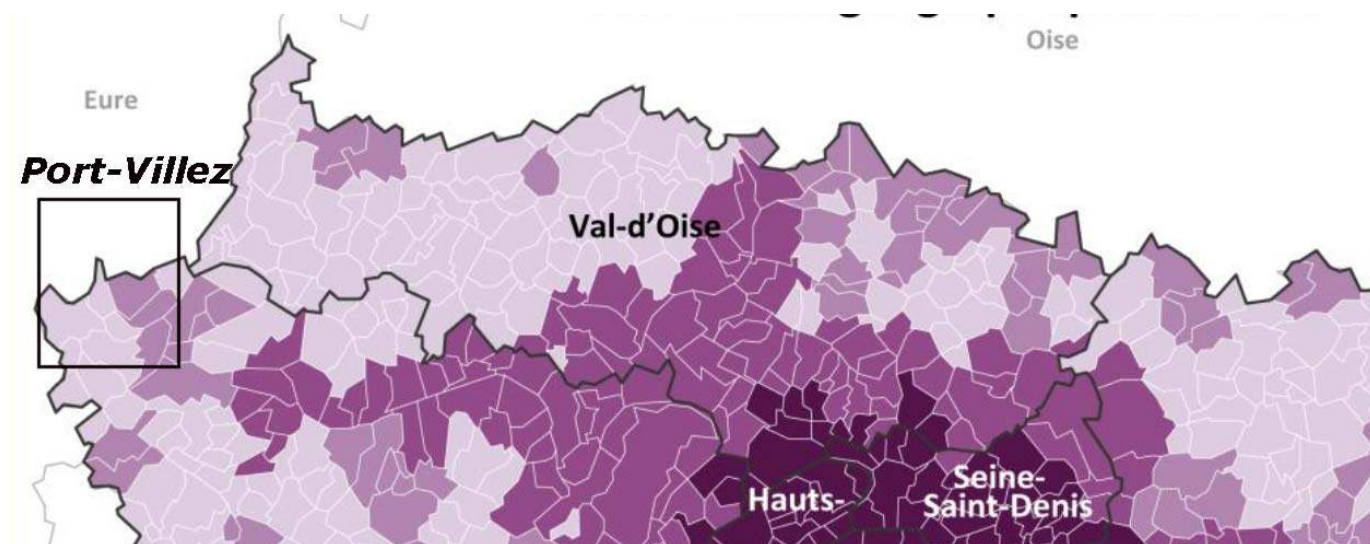 Oise
Eure
Port-Villez
Val-d’Oise
Seine-
Saint-Denis
Hauts-